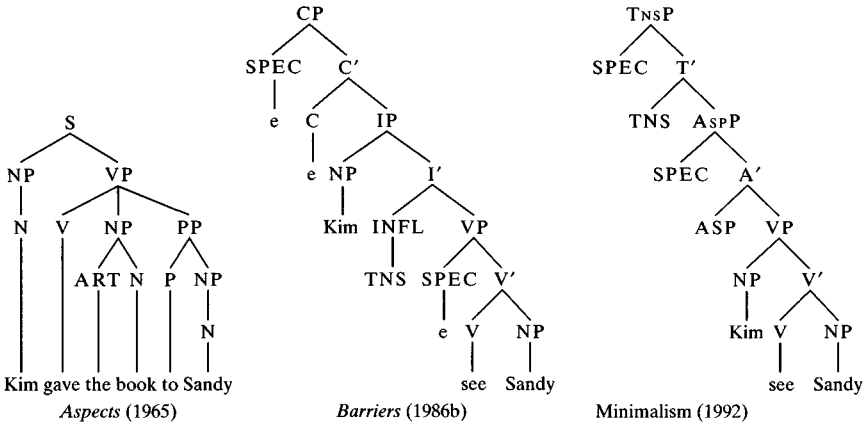 CP TNSP
SPEC C′ SPEC T′
e C IP TNS ASPP
S
NP VP e NP I′ SPEC A′
N V NP PP Kim INFL VP ASP VP
ART N P NP TNS SPEC V′ NP V′
N e V NP Kim V NP
Kim gave the book to Sandy see Sandy see Sandy
Aspects (1965) Barriers (1986b) Minimalism (1992)